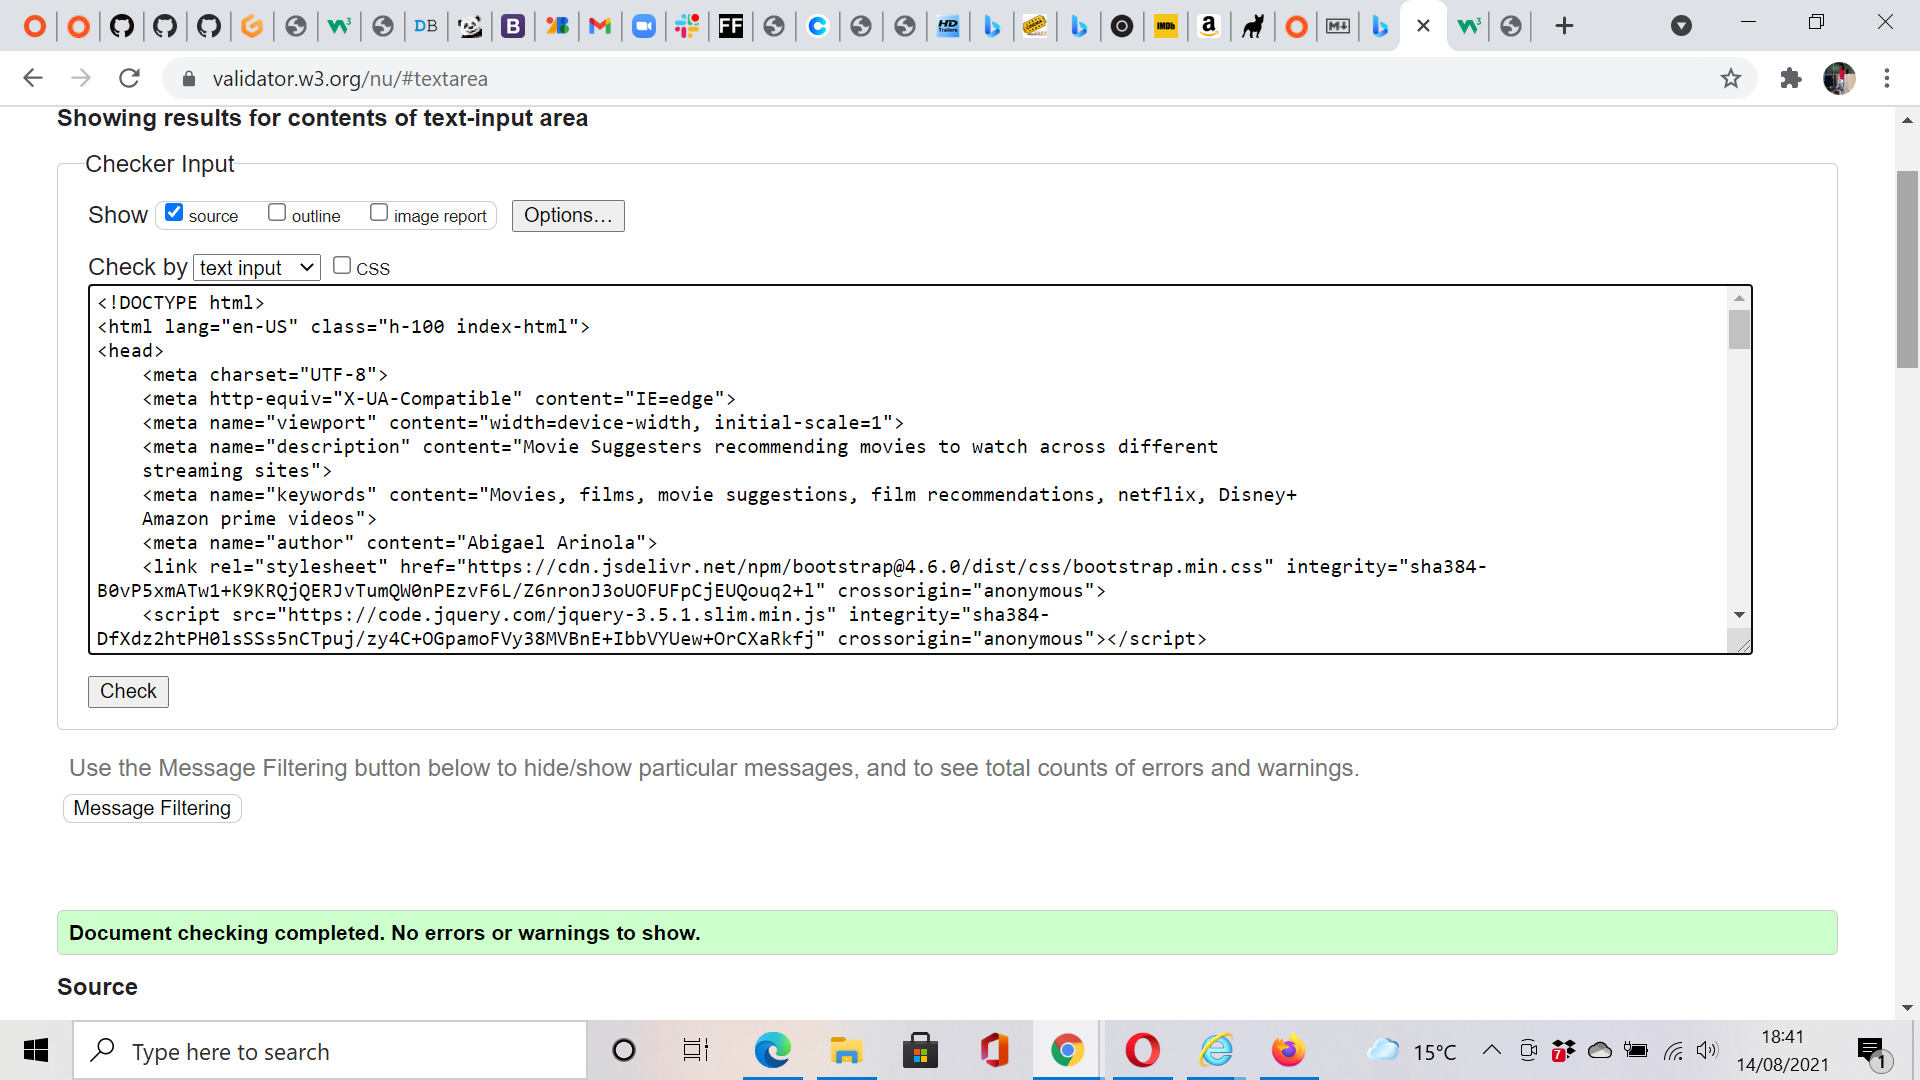 DB
B
FF
C
HD
Trailers
IMDb
a
validator.w3.org/nu/#textarea
Showing results for contents of text-input area
Checker Input
Show source outline image report Options...
Check by text input CSS
<!DOCTYPE html>
<html lang="en-US" class="h-100 index-html">
<head>
<meta charset="UTF-8">
<meta http-equiv="X-UA-Compatible" content="IE=edge">
<meta name="viewport" content="width=device-width, initial-scale=1">
<meta name="description" content="Movie Suggesters recommending movies to watch across different
streaming sites">
<meta name="keywords" content="Movies, films, movie suggestions, film recommendations, netflix, Disney+
Amazon prime videos">
<meta name="author" content="Abigael Arinola">
<link rel="stylesheet" href="https://cdn.jsdelivr.net/npm/bootstrap@4.6.0/dist/css/bootstrap.min.css" integrity="sha384-
B0vP5xmATw1+K9KRQjQERJvTumQW0nPEzvF6L/Z6nronJ3oUOFUFpCjEUQouq2+l" crossorigin="anonymous">
<script src="https://code.jquery.com/jquery-3.5.1.slim.min.js" integrity="sha384-
DfXdz2htPH0lsSSs5nCTpuj/zy4C+OGpamoFVy38MVBnE+IbbVYUew+OrCXaRkfj" crossorigin="anonymous"></script>
Check
Use the Message Filtering button below to hide/show particular messages, and to see total counts of errors and warnings.
Message Filtering
Document checking completed. No errors or warnings to show.
Source
Type here to search
15°C
7
18:41
14/08/2021
1